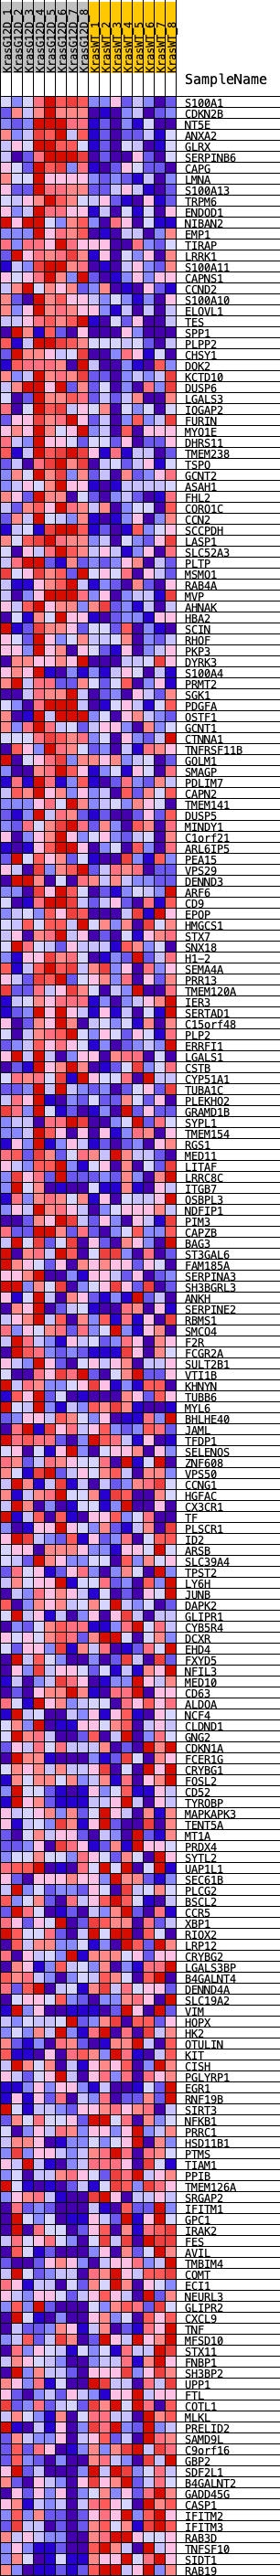 KrasG12D_1
KrasG12D_2
KrasG12D_3
KrasG12D_4
KrasG12D_5
KrasG12D_6
KrasG12D_7
KrasG12D_8
KrasWT_1
KrasWT_2
KrasWT_3
KrasWT_4
KrasWT_5
KrasWT_6
KrasWT_7
KrasWT_8
SampleName
S100A1
CDKN2B
NT5E
ANXA2
GLRX
SERPINB6
CAPG
LMNA
S100A13
TRPM6
ENDOD1
NIBAN2
EMP1
TIRAP
LRRK1
S100A11
CAPNS1
CCND2
S100A10
ELOVL1
TES
SPP1
PLPP2
CHSY1
DOK2
KCTD10
DUSP6
LGALS3
IQGAP2
FURIN
MYO1E
DHRS11
TMEM238
TSPO
GCNT2
ASAH1
FHL2
CORO1C
CCN2
SCCPDH
LASP1
SLC52A3
PLTP
MSMO1
RAB4A
MVP
AHNAK
HBA2
SCIN
RHOF
PKP3
DYRK3
S100A4
PRMT2
SGK1
PDGFA
OSTF1
GCNT1
CTNNA1
TNFRSF11B
GOLM1
SMAGP
PDLIM7
CAPN2
TMEM141
DUSP5
MINDY1
C1orf21
ARL6IP5
PEA15
VPS29
DENND3
ARF6
CD9
EPOP
HMGCS1
STX7
SNX18
H1-2
SEMA4A
PRR13
TMEM120A
IER3
SERTAD1
C15orf48
PLP2
ERRFI1
LGALS1
CSTB
CYP51A1
TUBA1C
PLEKHO2
GRAMD1B
SYPL1
TMEM154
RGS1
MED11
LITAF
LRRC8C
ITGB7
OSBPL3
NDFIP1
PIM3
CAPZB
BAG3
ST3GAL6
FAM185A
SERPINA3
SH3BGRL3
ANKH
SERPINE2
RBMS1
SMCO4
F2R
FCGR2A
SULT2B1
VTI1B
KHNYN
TUBB6
MYL6
BHLHE40
JAML
TFDP1
SELENOS
ZNF608
VPS50
CCNG1
HGFAC
CX3CR1
TF
PLSCR1
ID2
ARSB
SLC39A4
TPST2
LY6H
JUNB
DAPK2
GLIPR1
CYB5R4
DCXR
EHD4
FXYD5
NFIL3
MED10
CD63
ALDOA
NCF4
CLDND1
GNG2
CDKN1A
FCER1G
CRYBG1
FOSL2
CD52
TYROBP
MAPKAPK3
TENT5A
MT1A
PRDX4
SYTL2
UAP1L1
SEC61B
PLCG2
BSCL2
CCR5
XBP1
RIOX2
LRP12
CRYBG2
LGALS3BP
B4GALNT4
DENND4A
SLC19A2
VIM
HOPX
HK2
OTULIN
KIT
CISH
PGLYRP1
EGR1
RNF19B
SIRT3
NFKB1
PRRC1
HSD11B1
PTMS
TIAM1
PPIB
TMEM126A
SRGAP2
IFITM1
GPC1
IRAK2
FES
AVIL
TMBIM4
COMT
ECI1
NEURL3
GLIPR2
CXCL9
TNF
MFSD10
STX11
FNBP1
SH3BP2
UPP1
FTL
COTL1
MLKL
PRELID2
SAMD9L
C9orf16
GBP2
SDF2L1
B4GALNT2
GADD45G
CASP1
IFITM2
IFITM3
RAB3D
TNFSF10
SIDT1
RAB19